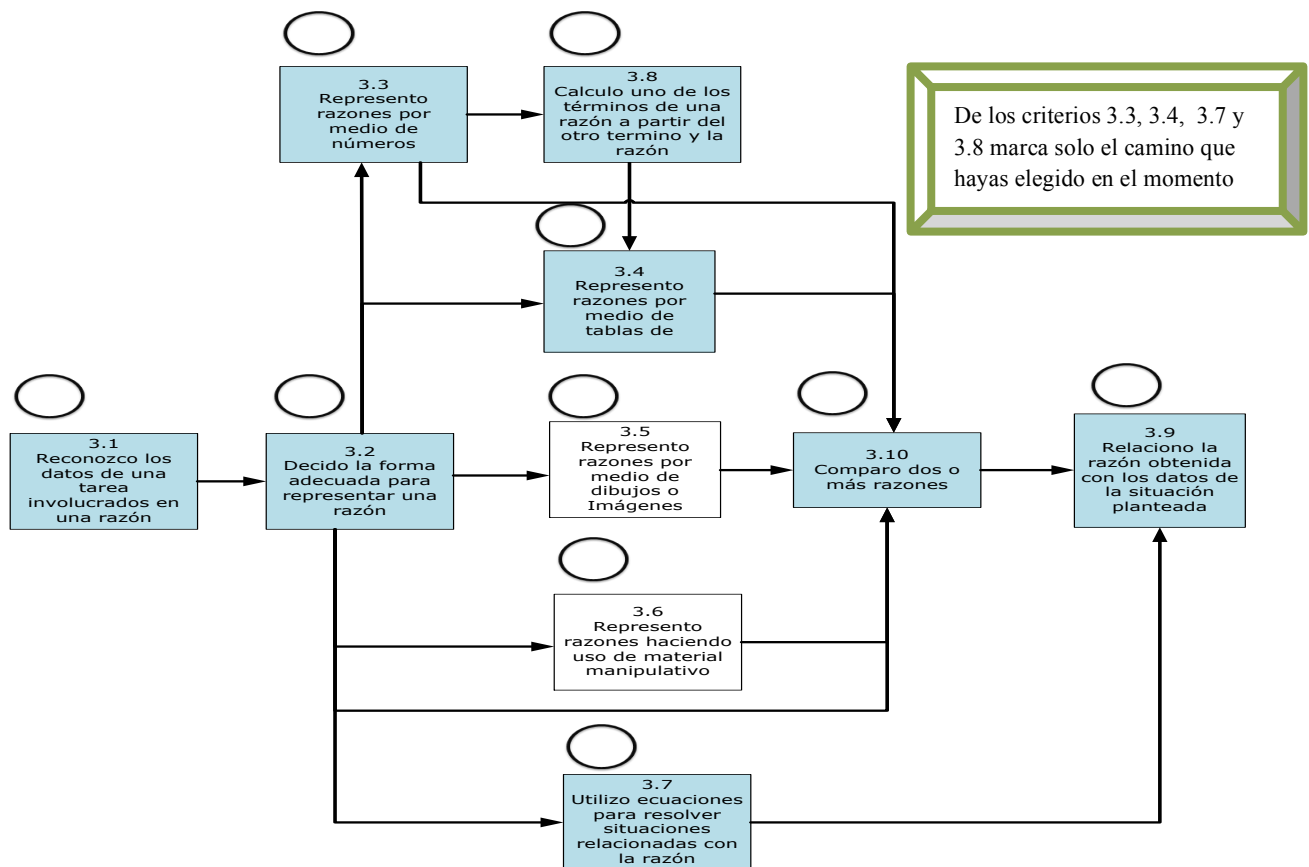 3.3
Represento
razones por
medio de
números
3.8
Calculo uno de los
términos de una
razón a partir del
otro termino y la
razón
De los criterios 3.3, 3.4, 3.7 y
3.8 marca solo el camino que
hayas elegido en el momento
3.4
Represento
razones por
medio de
tablas de
3.1
Reconozco los
datos de una
tarea
involucrados en
una razón
3.2
Decido la forma
adecuada para
representar una
razón
3.5
Represento
razones por
medio de
dibujos o
Imágenes
3.10
Comparo dos o
más razones
3.9
Relaciono la
razón obtenida
con los datos de
la situación
planteada
3.6
Represento
razones haciendo
uso de material
manipulativo
3.7
Utilizo ecuaciones
para resolver
situaciones
relacionadas con
la razón